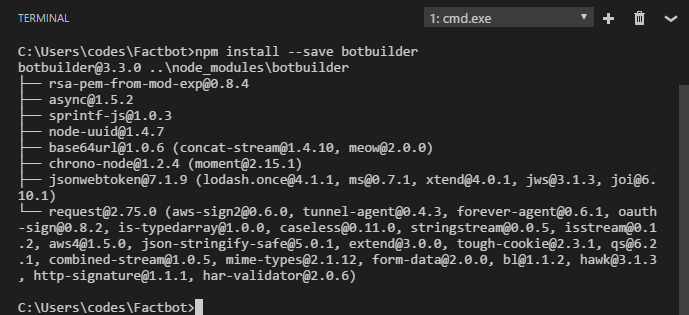 TERMINAL
1: cmd.exe
C:\Users\codes\Factbot>npm install --save botbuilder
botbuilder@3.3.0 ..\node_modules\botbuilder
├── rsa-pem-from-mod-exp@0.8.4
├── async@1.5.2
├── sprintf-js@1.0.3
├── node-uuid@1.4.7
├── base64url@1.0.6 (concat-stream@1.4.10, meow@2.0.0)
├── chrono-node@1.2.4 (moment@2.15.1)
├── jsonwebtoken@7.1.9 (lodash.once@4.1.1, ms@0.7.1, xtend@4.0.1, jws@3.1.3, joi@6.
10.1)
└── request@2.75.0 (aws-sign2@0.6.0, tunnel-agent@0.4.3, forever-agent@0.6.1, oauth
-sign@0.8.2, is-typedarray@1.0.0, caseless@0.11.0, stringstream@0.0.5, isstream@0.1
.2, aws4@1.5.0, json-stringify-safe@5.0.1, extend@3.0.0, tough-cookie@2.3.1, qs@6.2
.1, combined-stream@1.0.5, mime-types@2.1.12, form-data@2.0.0, bl@1.1.2, hawk@3.1.3
, http-signature@1.1.1, har-validator@2.0.6)
C:\Users\codes\Factbot>